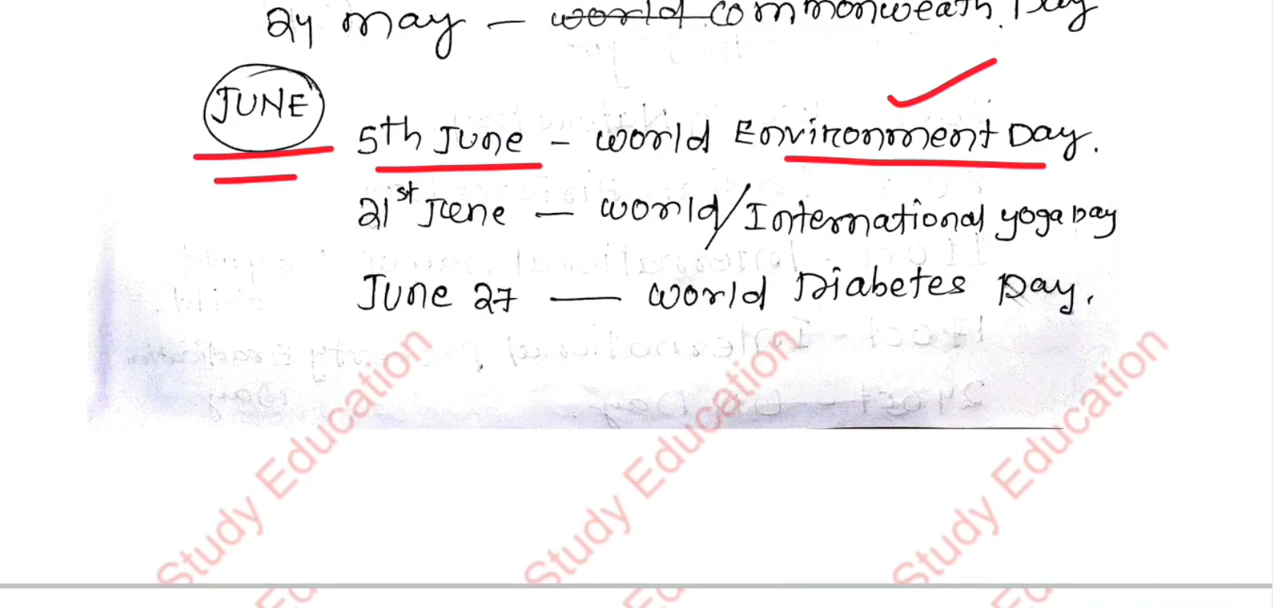 24 may - world Commonweath Day
JUNE
5th June - world Environment Day.
21st June - world/International yoga Day
June 27 - world Diabetes Day.
Study Education
Study Education
Study Education